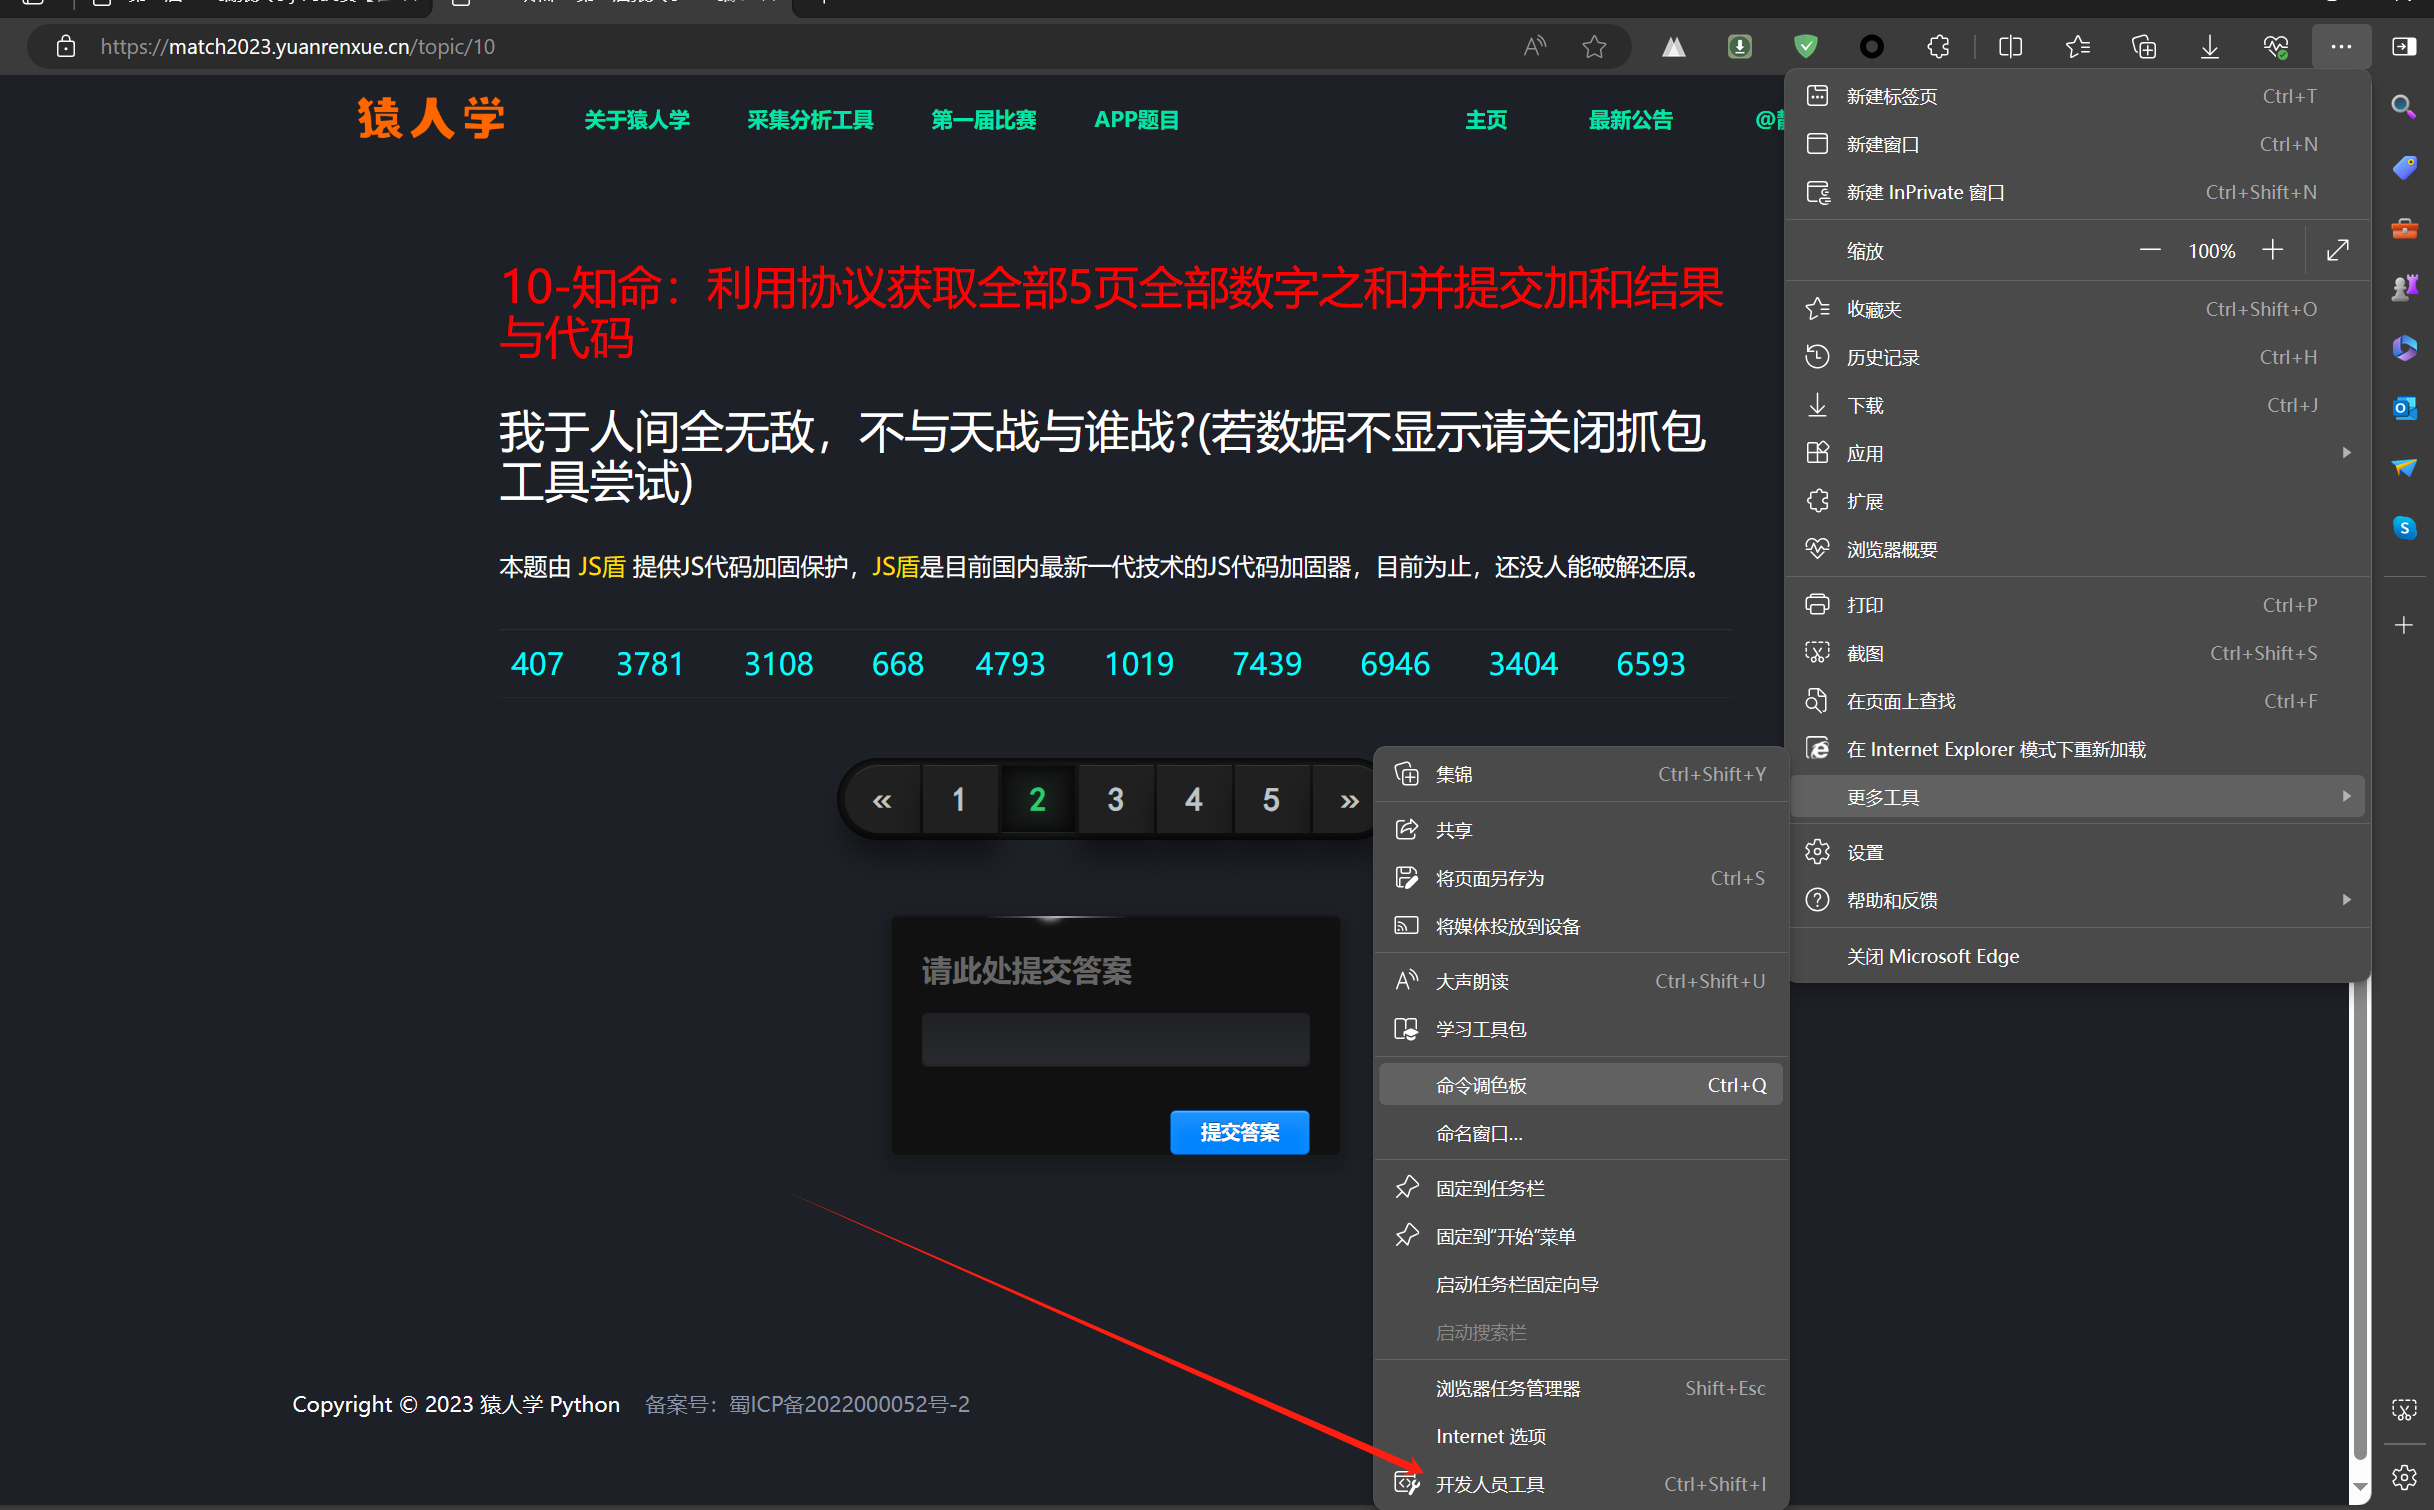 https://match2023.yuanrenxue.cn/topic/10
猿人学
关于猿人学
采集分析工具
第一届比赛
APP题目
主页
最新公告
10-知命：利用协议获取全部5页全部数字之和并提交加和结果
与代码
我于人间全无敌，不与天战与谁战?(若数据不显示请关闭抓包
工具尝试)
本题由 JS盾 提供JS代码加固保护，JS盾是目前国内最新一代技术的JS代码加固器，目前为止，还没人能破解还原。
407 3781 3108 668 4793 1019 7439 6946 3404 6593
« 1 2 3 4 5 »
请此处提交答案
提交答案
Copyright © 2023 猿人学 Python 备案号：蜀ICP备2022000052号-2
新建标签页 Ctrl+T
新建窗口 Ctrl+N
新建 InPrivate 窗口 Ctrl+Shift+N
缩放 — 100% +
收藏夹 Ctrl+Shift+O
历史记录 Ctrl+H
下载 Ctrl+J
应用
扩展
浏览器概要
打印 Ctrl+P
截图 Ctrl+Shift+S
在页面上查找 Ctrl+F
在 Internet Explorer 模式下重新加载
更多工具
设置
帮助和反馈
关闭 Microsoft Edge
集锦 Ctrl+Shift+Y
共享
将页面另存为 Ctrl+S
将媒体投放到设备
大声朗读 Ctrl+Shift+U
学习工具包
命令调色板 Ctrl+Q
命名窗口...
固定到任务栏
固定到"开始"菜单
启动任务栏固定向导
启动搜索栏
浏览器任务管理器 Shift+Esc
Internet 选项
开发人员工具 Ctrl+Shift+I